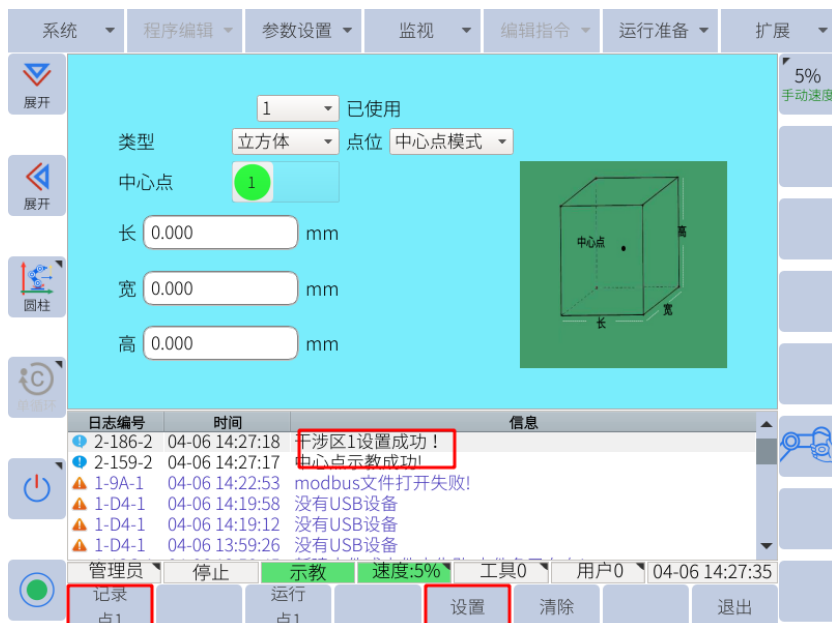 系统 程序编辑 参数设置 监视 编辑指令 运行准备 扩展
展开
5%
手动速度
1 已使用
类型 立方体 点位 中心点模式
中心点 1
展开
长 0.000 mm
宽 0.000 mm
高 0.000 mm
中心点
高
宽
长
圆柱
C
日志编号 时间 信息
2-186-2 04-06 14:27:18 干涉区1设置成功！
2-159-2 04-06 14:27:17 中心点示教成功!
1-9A-1 04-06 14:22:53 modbus文件打开失败!
1-D4-1 04-06 14:19:58 没有USB设备
1-D4-1 04-06 14:19:12 没有USB设备
1-D4-1 04-06 13:59:26 没有USB设备
管理员 停止 示教 速度:5% 工具0 用户0 04-06 14:27:35
记录 点1 运行 点1 设置 清除 退出